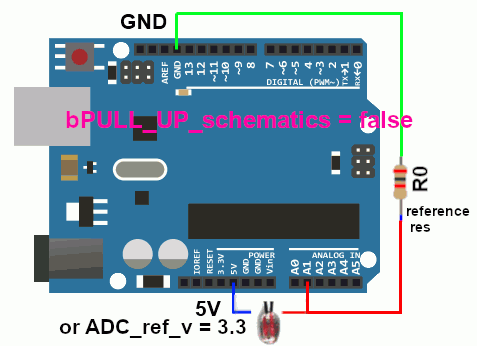 GND
AREF
GND
13
12
~11
~10
~9
8
7
~6
~5
4
~3
2
TX→1
RX←0
DIGITAL (PWM~)
bPULL_UP_schematics = false
R0
reference
res
IOREF
RESET
3.3V
5V
GND
GND
Vin
POWER
ANALOG IN
A0
A1
A2
A3
A4
A5
5V
or ADC_ref_v = 3.3